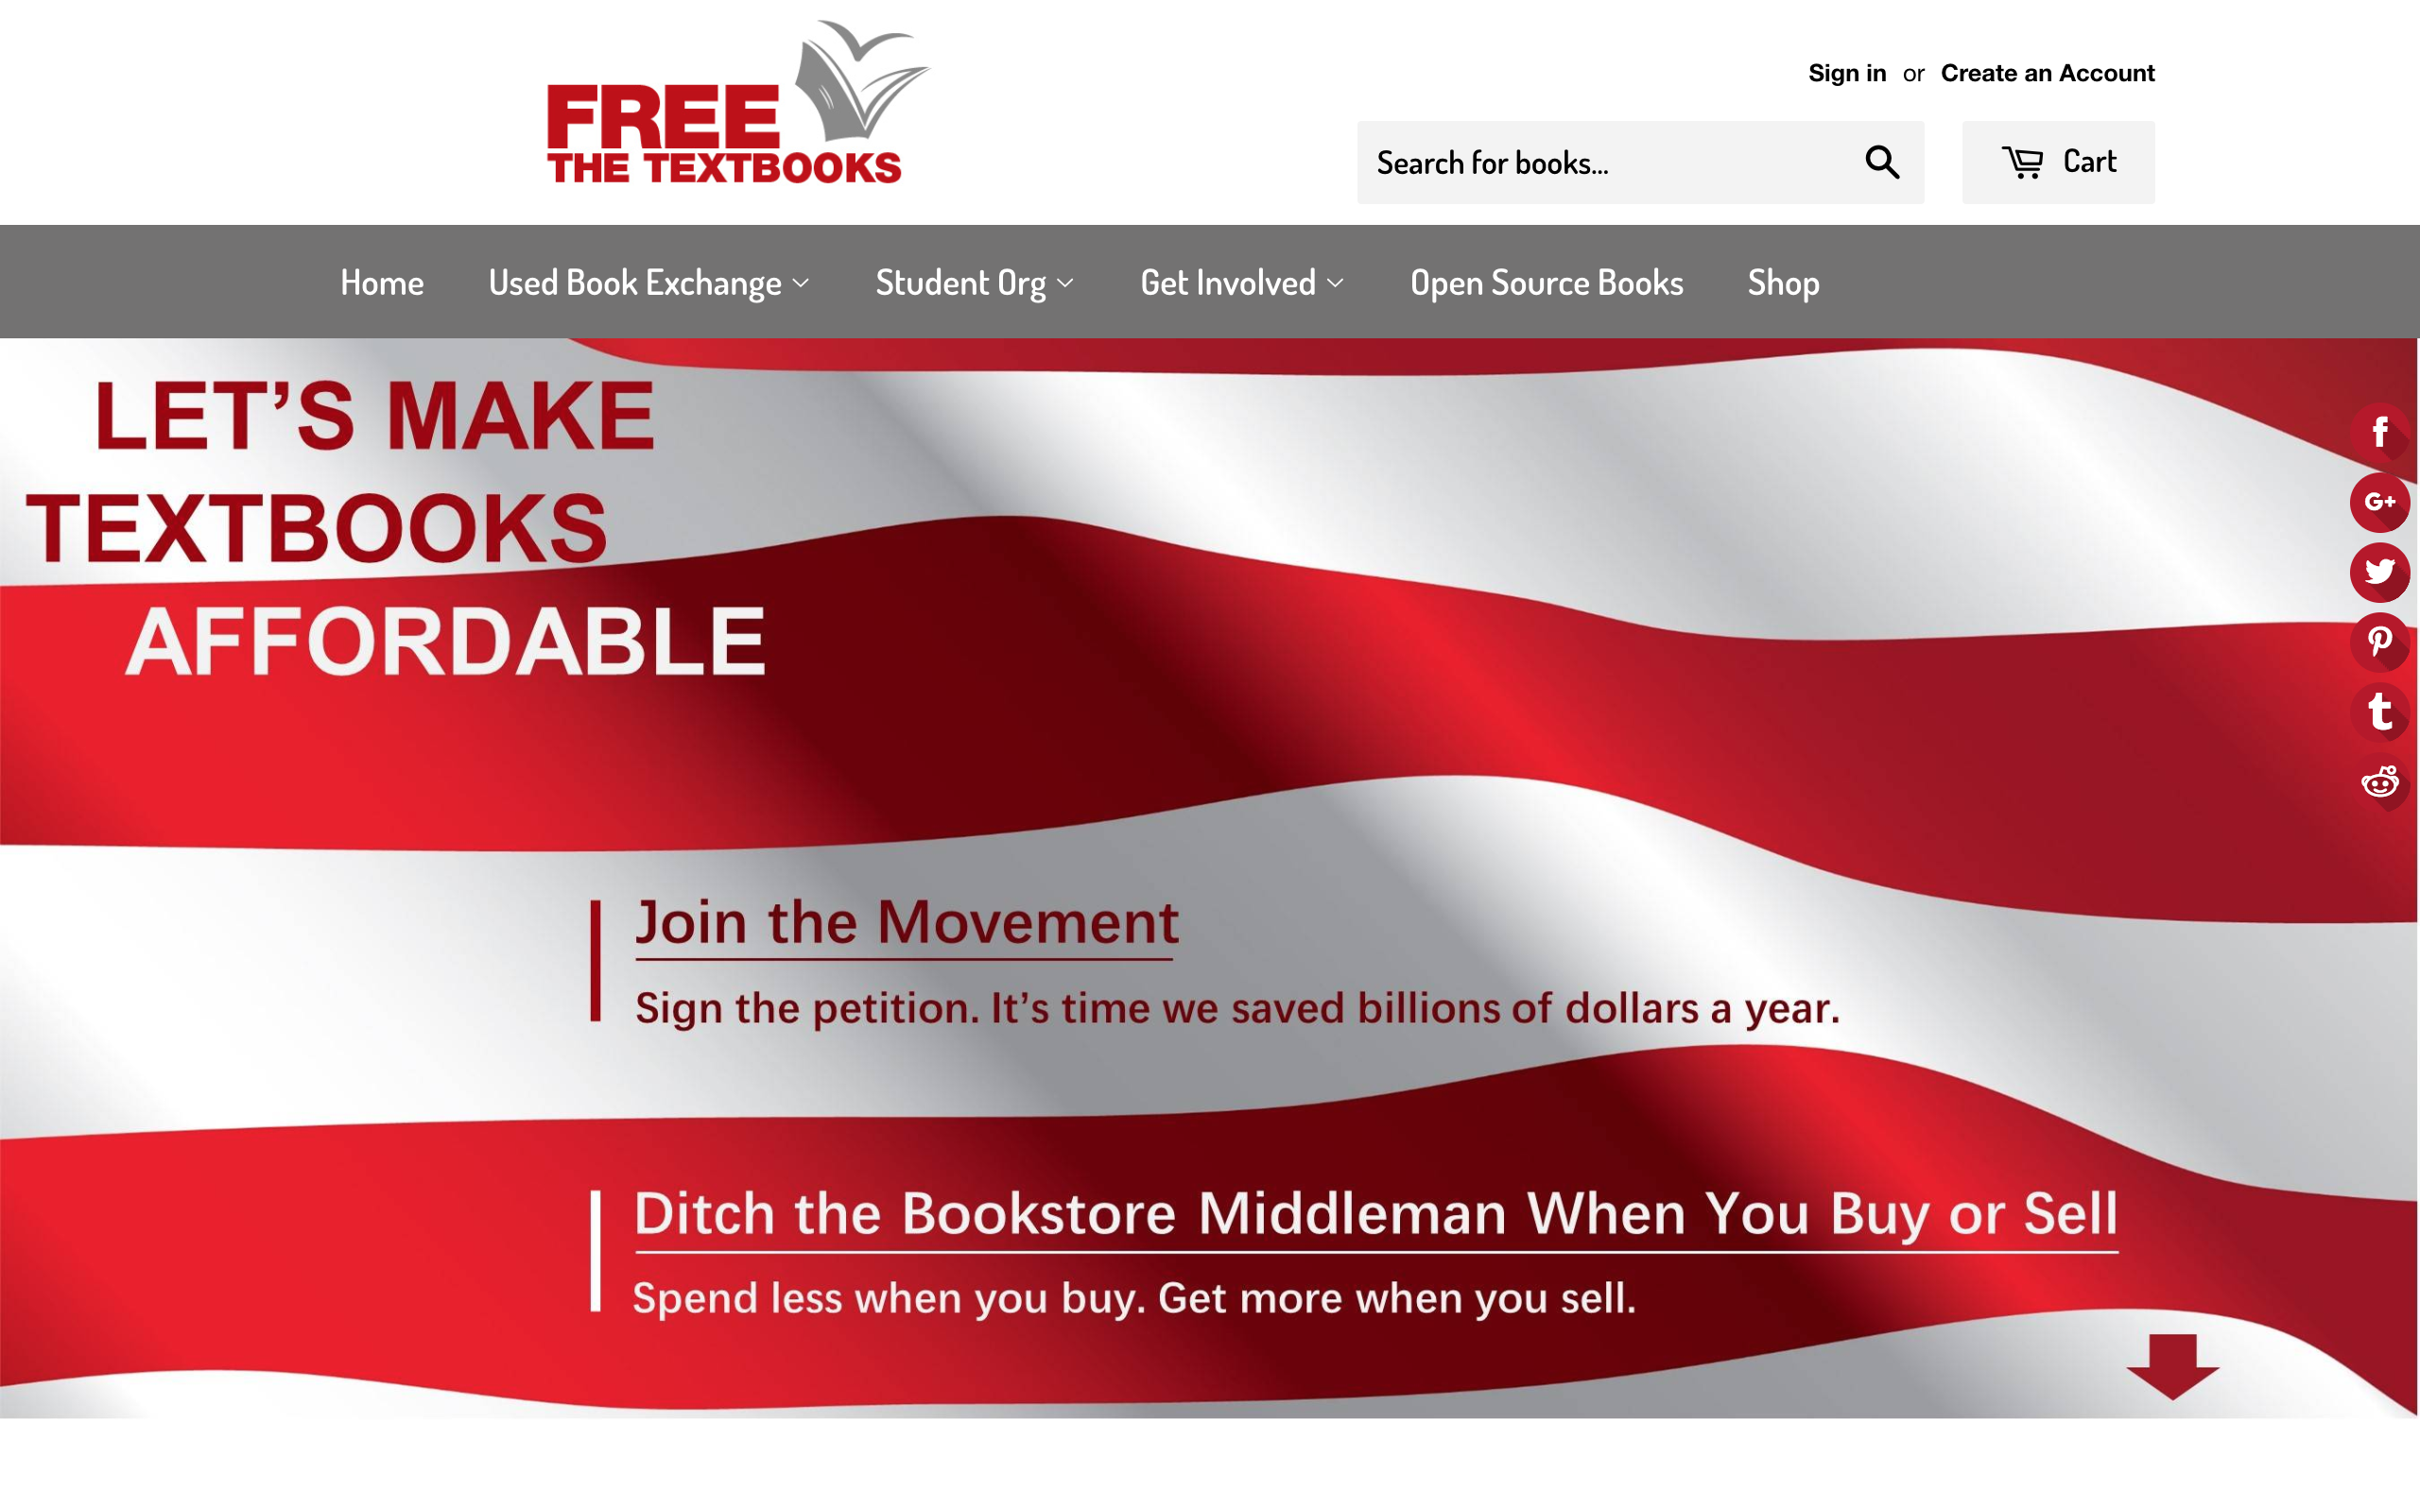 FREE
THE TEXTBOOKS
Sign in or Create an Account
Search for books...
Cart
Home Used Book Exchange Student Org Get Involved Open Source Books Shop
LET’S MAKE
TEXTBOOKS
AFFORDABLE
f
G+
t
Join the Movement
Sign the petition. It’s time we saved billions of dollars a year.
Ditch the Bookstore Middleman When You Buy or Sell
Spend less when you buy. Get more when you sell.